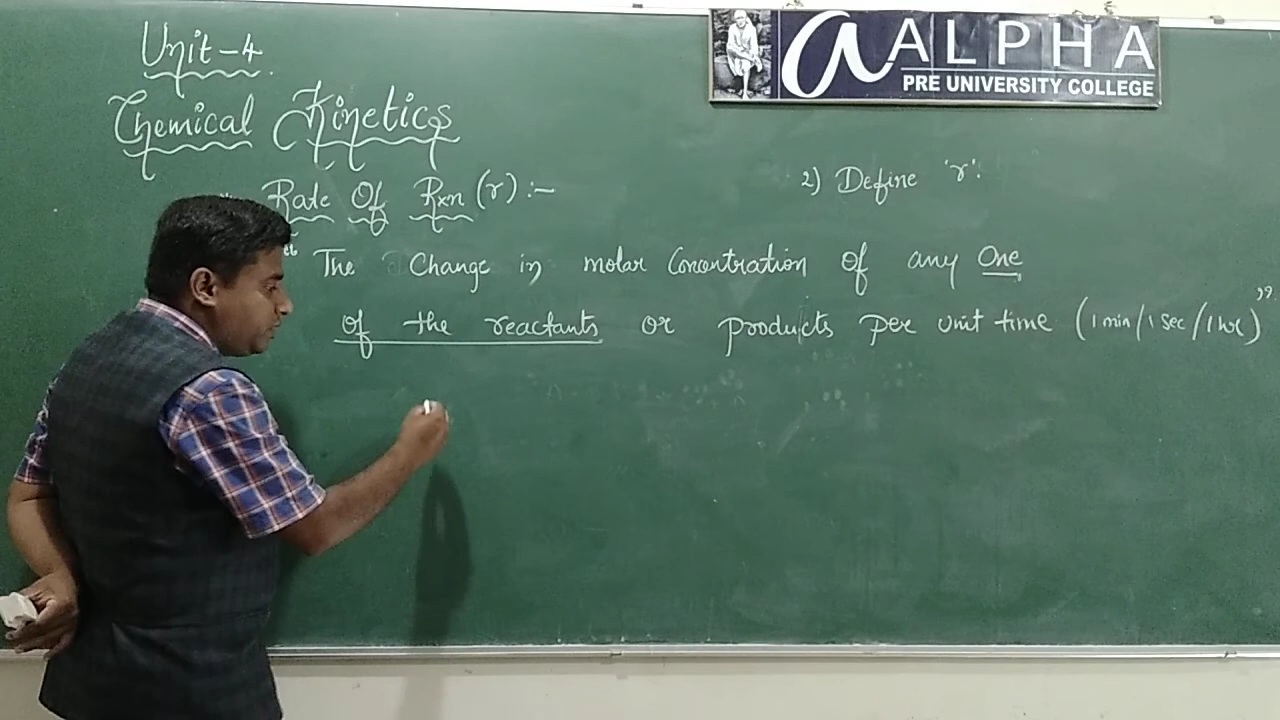 Unit-4
Chemical Kinetics
Rate Of Rxn (r) :-
2) Define 'r'.
The Change in molar Concentration Of any One
Of the reactants or products per unit time (1 min/1 sec/1 hr)"
a ALPHA
PRE UNIVERSITY COLLEGE